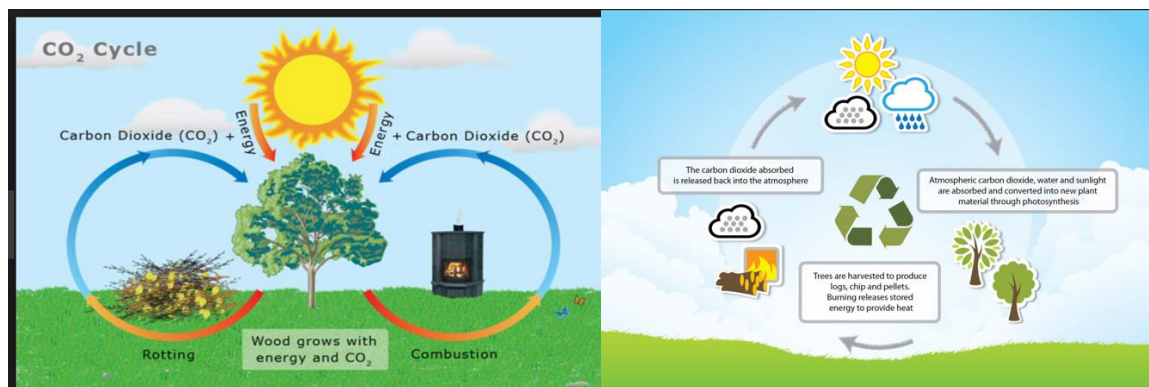 CO₂ Cycle
Energy
Energy
Carbon Dioxide (CO₂) +
+ Carbon Dioxide (CO₂)
Rotting
Wood grows with
energy and CO₂
Combustion
The carbon dioxide absorbed
is released back into the atmosphere
Atmospheric carbon dioxide, water and sunlight
are absorbed and converted into new plant
material through photosynthesis
Trees are harvested to produce
logs, chip and pellets.
Burning releases stored
energy to provide heat